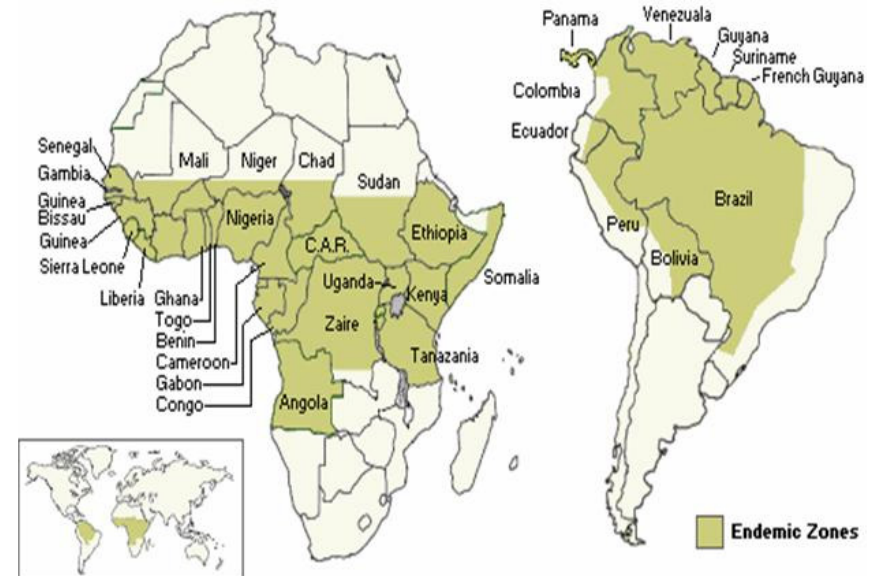 Senegal
Gambia
Guinea
Bissau
Guinea
Sierra Leone
Liberia
Ghana
Togo
Benin
Cameroon
Gabon
Congo
Mali
Niger
Chad
Sudan
Nigeria
C.A.R.
Ethiopia
Uganda
Kenya
Somalia
Zaire
Tanazania
Angola
Panama
Venezuala
Guyana
Suriname
French Guyana
Colombia
Ecuador
Peru
Brazil
Bolivia
Endemic Zones